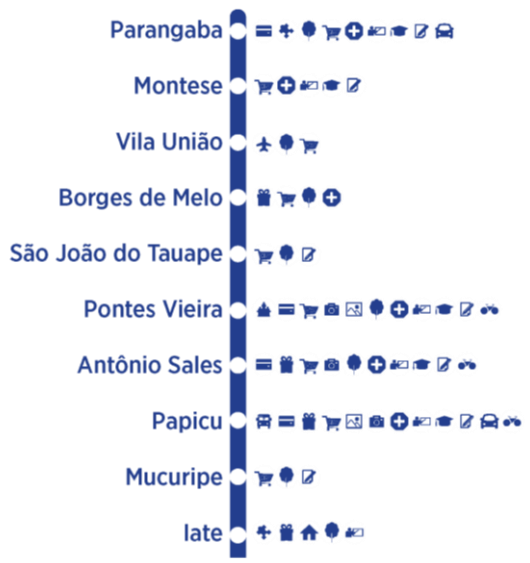 Parangaba
Montese
Vila União
Borges de Melo
São João do Tauape
Pontes Vieira
Antônio Sales
Papicu
Mucuripe
Iate